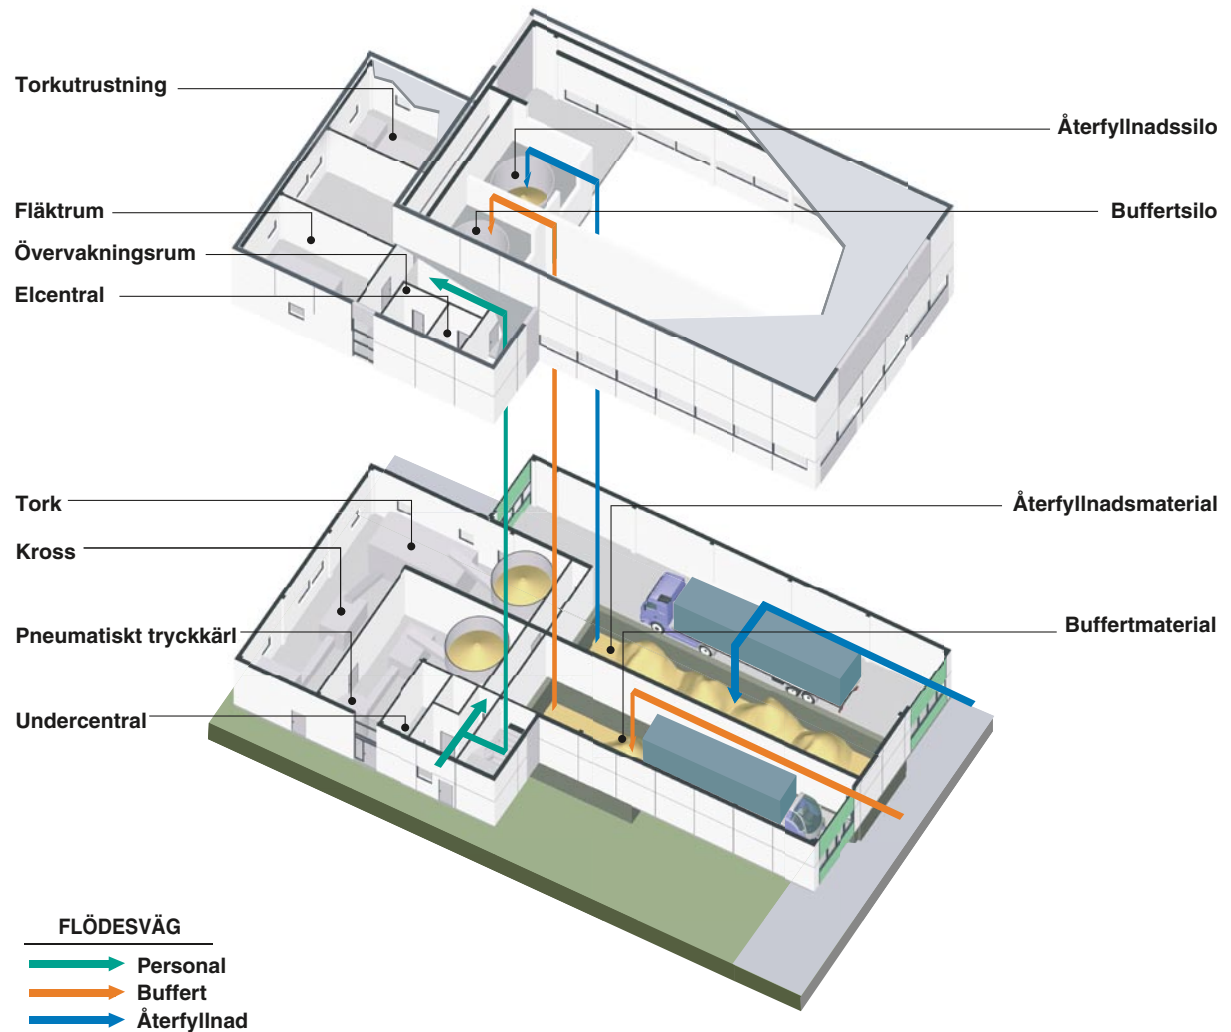 Torkutrustning
Återfyllnadssilo
Fläktrum
Buffertsilo
Övervakningsrum
Elcentral
Tork
Återfyllnadsmaterial
Kross
Pneumatiskt tryckkärl
Buffertmaterial
Undercentral
FLÖDESVÄG
Personal
Buffert
Återfyllnad